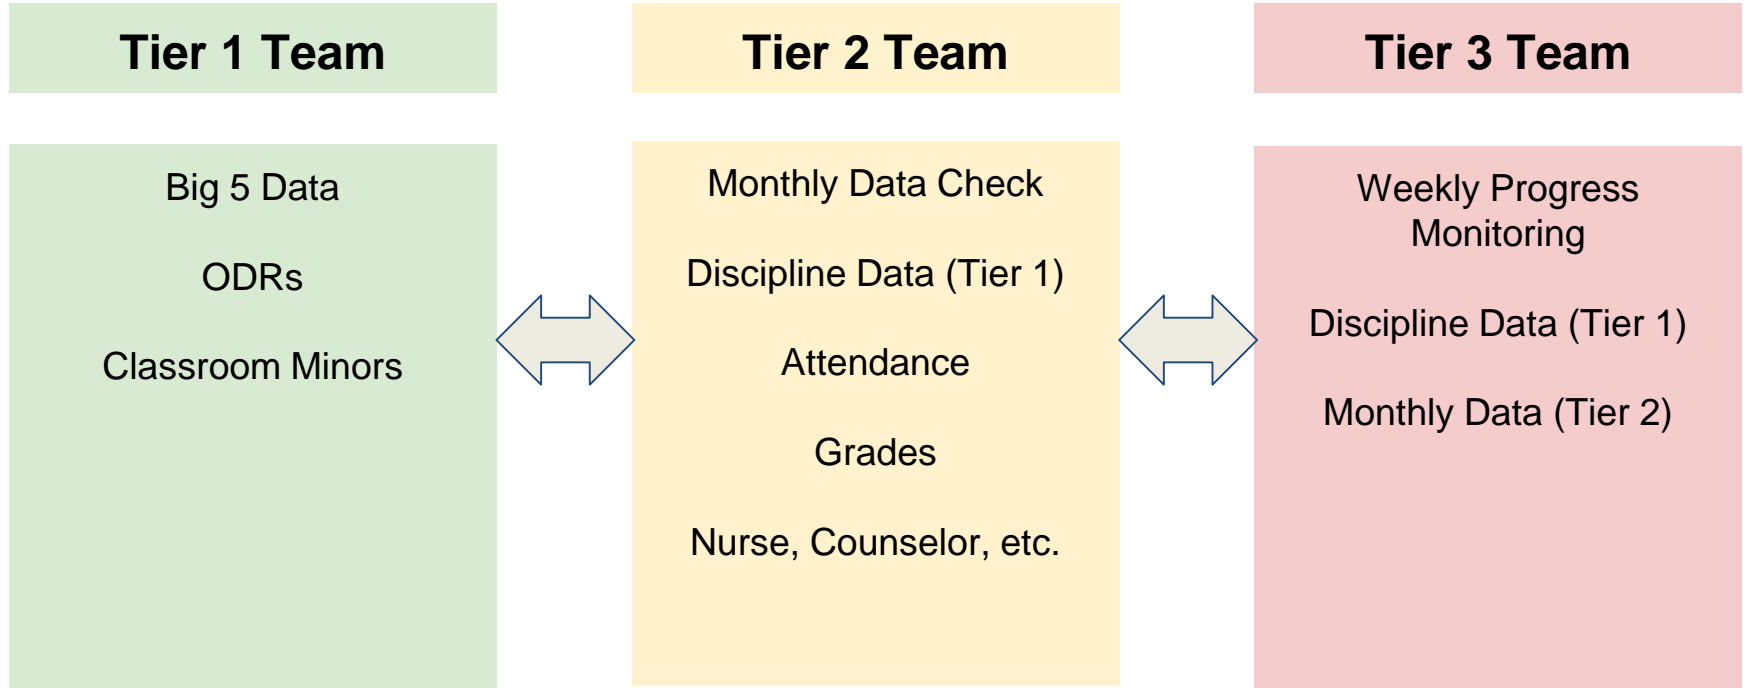 Tier 1 Team
Big 5 Data
ODRs
Classroom Minors
Tier 2 Team
Monthly Data Check
Discipline Data (Tier 1)
Attendance
Grades
Nurse, Counselor, etc.
Tier 3 Team
Weekly Progress
Monitoring
Discipline Data (Tier 1)
Monthly Data (Tier 2)